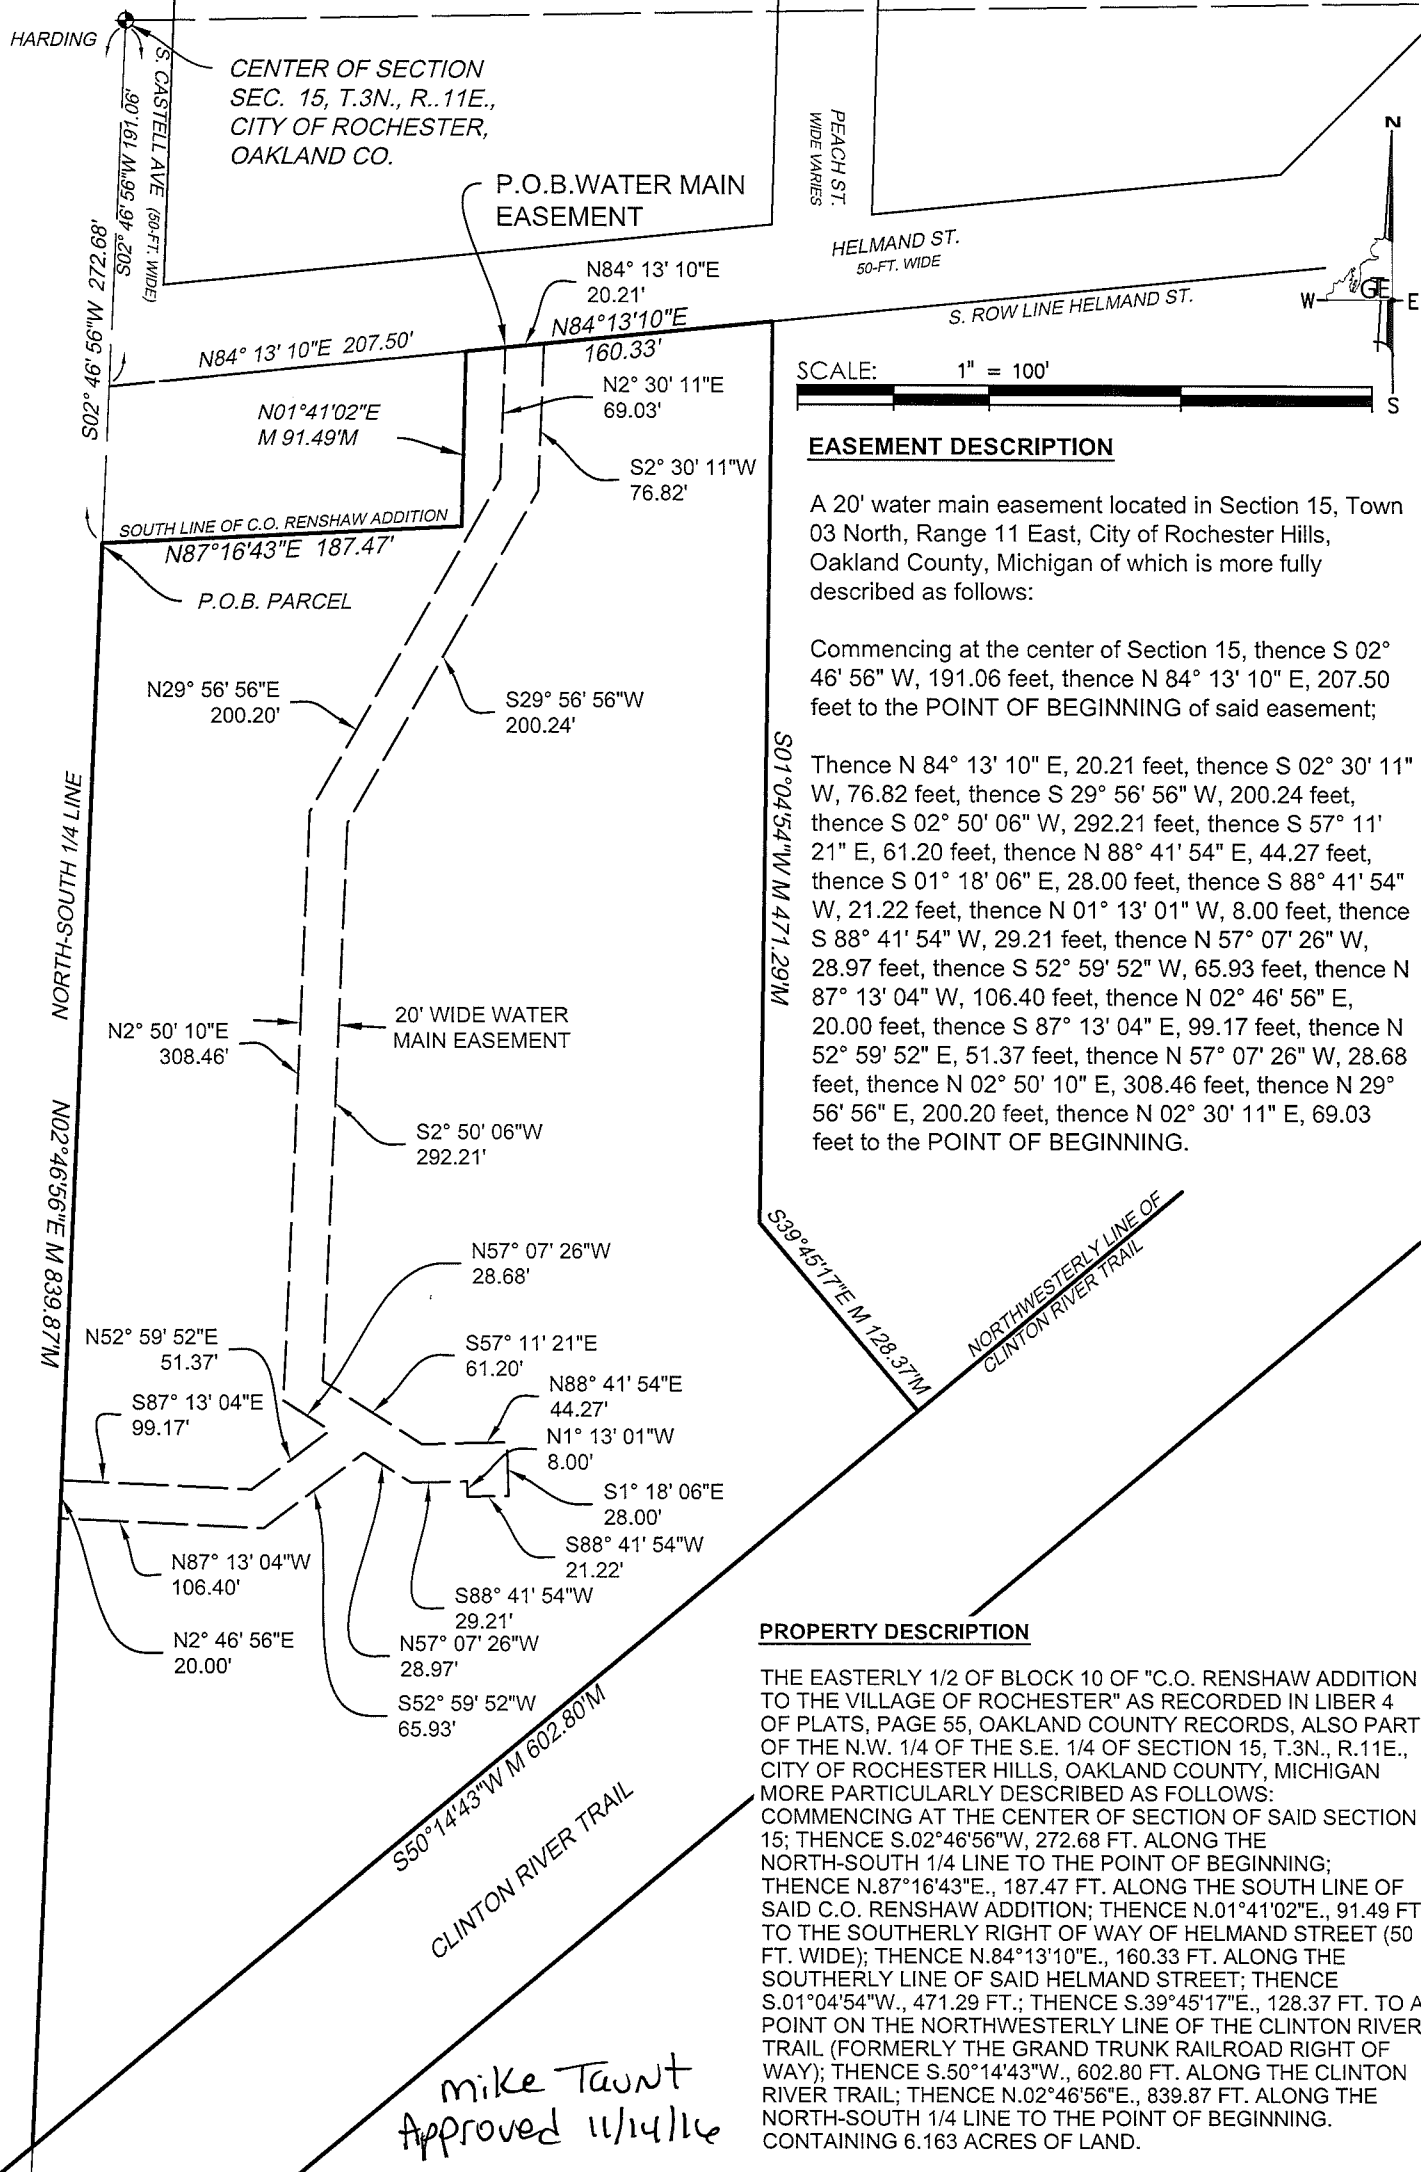 HARDING
CENTER OF SECTION
SEC. 15, T.3N., R..11E.,
CITY OF ROCHESTER,
OAKLAND CO.
S. CASTELL AVE (50-FT. WIDE)
S02° 46' 56"W 191.06'
S02° 46' 56"W 272.68'
PEACH ST.
WIDE VARIES
P.O.B.WATER MAIN
EASEMENT
HELMAND ST.
50-FT. WIDE
S. ROW LINE HELMAND ST.
N
W
GE
E
S
N84° 13' 10"E
20.21'
N84°13'10"E
160.33'
N84° 13' 10"E 207.50'
N2° 30' 11"E
69.03'
N01°41'02"E
M 91.49'M
S2° 30' 11"W
76.82'
SOUTH LINE OF C.O. RENSHAW ADDITION
N87°16'43"E 187.47'
P.O.B. PARCEL
SCALE: 1" = 100'
EASEMENT DESCRIPTION
A 20' water main easement located in Section 15, Town
03 North, Range 11 East, City of Rochester Hills,
Oakland County, Michigan of which is more fully
described as follows:
Commencing at the center of Section 15, thence S 02°
46' 56" W, 191.06 feet, thence N 84° 13' 10" E, 207.50
feet to the POINT OF BEGINNING of said easement;
Thence N 84° 13' 10" E, 20.21 feet, thence S 02° 30' 11"
W, 76.82 feet, thence S 29° 56' 56" W, 200.24 feet,
thence S 02° 50' 06" W, 292.21 feet, thence S 57° 11'
21" E, 61.20 feet, thence N 88° 41' 54" E, 44.27 feet,
thence S 01° 18' 06" E, 28.00 feet, thence S 88° 41' 54"
W, 21.22 feet, thence N 01° 13' 01" W, 8.00 feet, thence
S 88° 41' 54" W, 29.21 feet, thence N 57° 07' 26" W,
28.97 feet, thence S 52° 59' 52" W, 65.93 feet, thence N
87° 13' 04" W, 106.40 feet, thence N 02° 46' 56" E,
20.00 feet, thence S 87° 13' 04" E, 99.17 feet, thence N
52° 59' 52" E, 51.37 feet, thence N 57° 07' 26" W, 28.68
feet, thence N 02° 50' 10" E, 308.46 feet, thence N 29°
56' 56" E, 200.20 feet, thence N 02° 30' 11" E, 69.03
feet to the POINT OF BEGINNING.
N29° 56' 56"E
200.20'
S29° 56' 56"W
200.24'
S01°04'54"W M 471.29'M
NORTH-SOUTH 1/4 LINE
N02°46'56"E M 839.87'M
N2° 50' 10"E
308.46'
20' WIDE WATER
MAIN EASEMENT
S2° 50' 06"W
292.21'
N57° 07' 26"W
28.68'
N52° 59' 52"E
51.37'
S57° 11' 21"E
61.20'
S87° 13' 04"E
99.17'
N88° 41' 54"E
44.27'
N1° 13' 01"W
8.00'
S1° 18' 06"E
28.00'
S88° 41' 54"W
21.22'
N87° 13' 04"W
106.40'
S88° 41' 54"W
29.21'
N2° 46' 56"E
20.00'
N57° 07' 26"W
28.97'
S52° 59' 52"W
65.93'
S39°45'17"E M 128.37'M
NORTHWESTERLY LINE OF
CLINTON RIVER TRAIL
S50°14'43"W M 602.80'M
CLINTON RIVER TRAIL
PROPERTY DESCRIPTION
THE EASTERLY 1/2 OF BLOCK 10 OF "C.O. RENSHAW ADDITION
TO THE VILLAGE OF ROCHESTER" AS RECORDED IN LIBER 4
OF PLATS, PAGE 55, OAKLAND COUNTY RECORDS, ALSO PART
OF THE N.W. 1/4 OF THE S.E. 1/4 OF SECTION 15, T.3N., R.11E.,
CITY OF ROCHESTER HILLS, OAKLAND COUNTY, MICHIGAN
MORE PARTICULARLY DESCRIBED AS FOLLOWS:
COMMENCING AT THE CENTER OF SECTION OF SAID SECTION
15; THENCE S.02°46'56"W, 272.68 FT. ALONG THE
NORTH-SOUTH 1/4 LINE TO THE POINT OF BEGINNING;
THENCE N.87°16'43"E., 187.47 FT. ALONG THE SOUTH LINE OF
SAID C.O. RENSHAW ADDITION; THENCE N.01°41'02"E., 91.49 FT
TO THE SOUTHERLY RIGHT OF WAY OF HELMAND STREET (50
FT. WIDE); THENCE N.84°13'10"E., 160.33 FT. ALONG THE
SOUTHERLY LINE OF SAID HELMAND STREET; THENCE
S.01°04'54"W., 471.29 FT.; THENCE S.39°45'17"E., 128.37 FT. TO A
POINT ON THE NORTHWESTERLY LINE OF THE CLINTON RIVER
TRAIL (FORMERLY THE GRAND TRUNK RAILROAD RIGHT OF
WAY); THENCE S.50°14'43"W., 602.80 FT. ALONG THE CLINTON
RIVER TRAIL; THENCE N.02°46'56"E., 839.87 FT. ALONG THE
NORTH-SOUTH 1/4 LINE TO THE POINT OF BEGINNING.
CONTAINING 6.163 ACRES OF LAND.
Mike Taunt
Approved 11/14/16